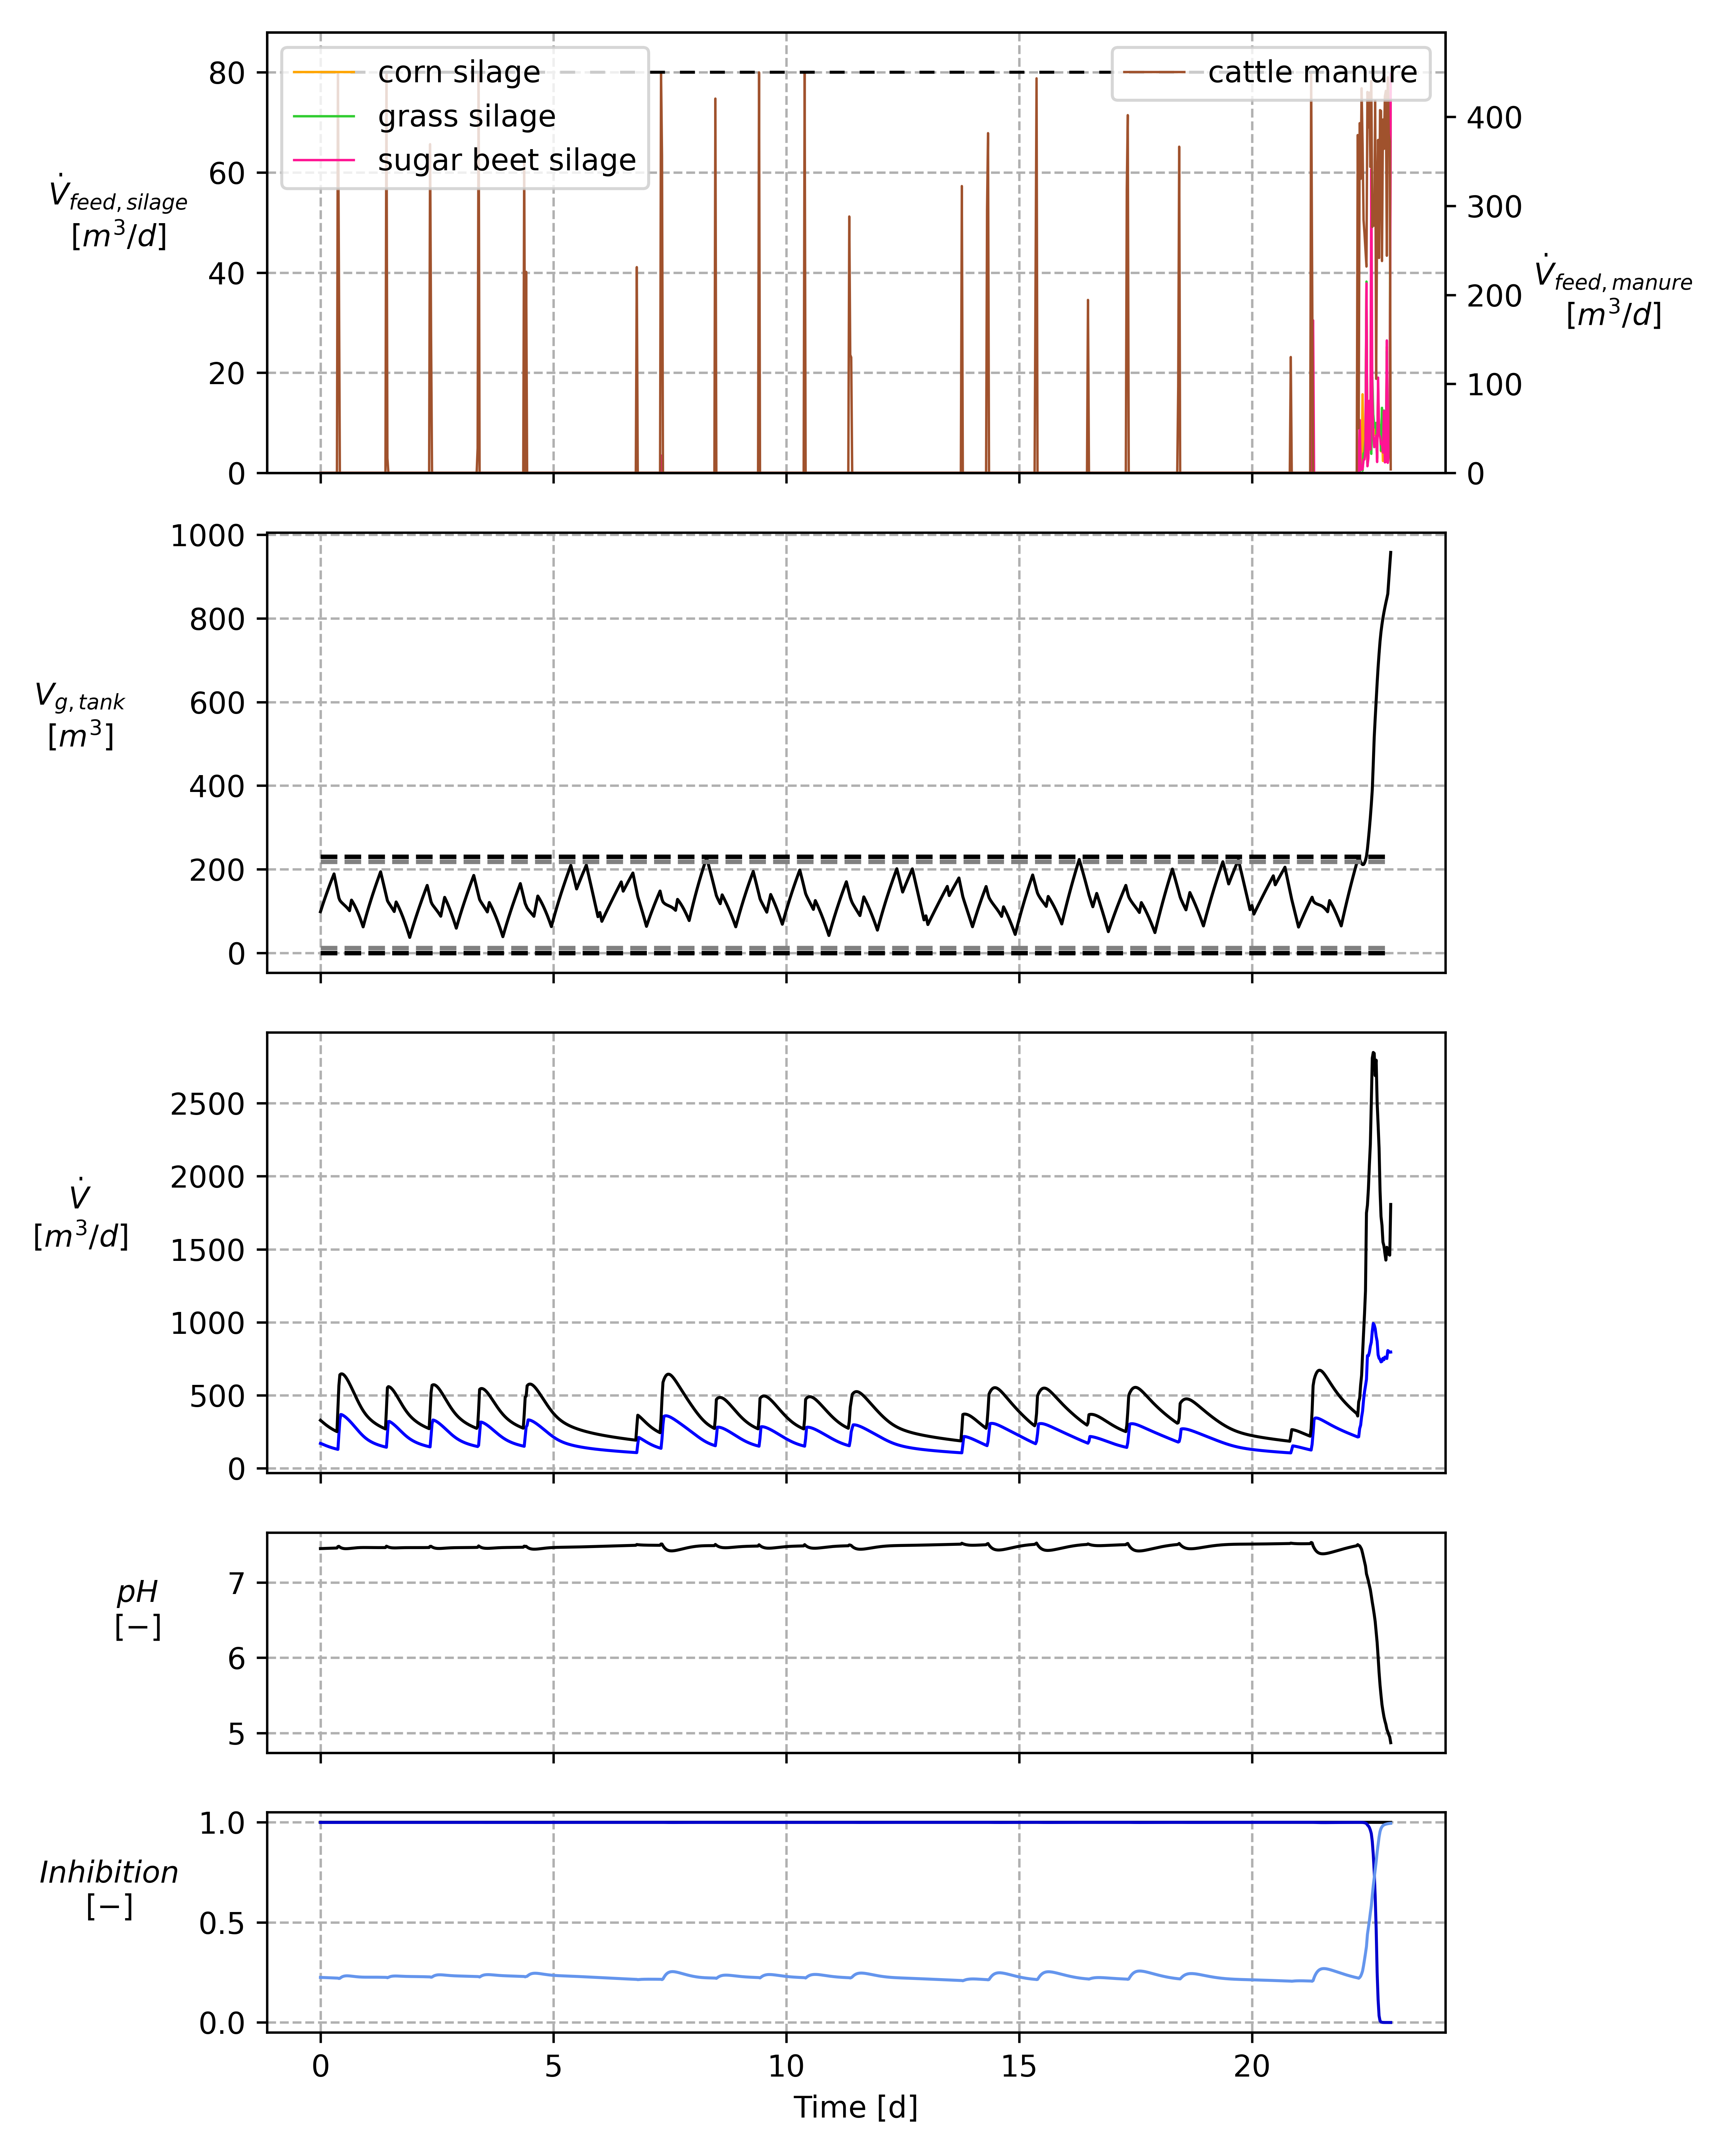 80
60
40
20
0
V̇feed, silage
[m³/d]
corn silage
grass silage
sugar beet silage
cattle manure
400
300
200
100
0
V̇feed, manure
[m³/d]
1000
800
600
400
200
0
Vg, tank
[m³]
2500
2000
1500
1000
500
0
V̇
[m³/d]
7
6
5
pH
[−]
1.0
0.5
0.0
Inhibition
[−]
0 5 10 15 20
Time [d]